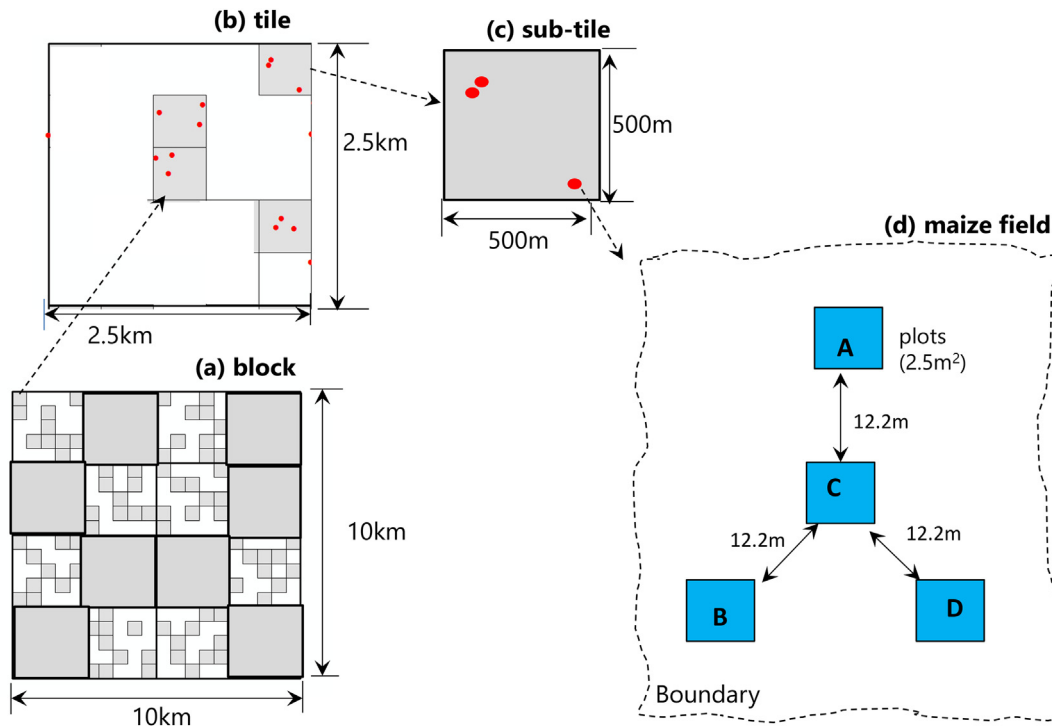 (b) tile
(c) sub-tile
2.5km
500m
2.5km
500m
(d) maize field
(a) block
A
plots
(2.5m²)
12.2m
10km
C
12.2m
12.2m
B
D
Boundary
10km